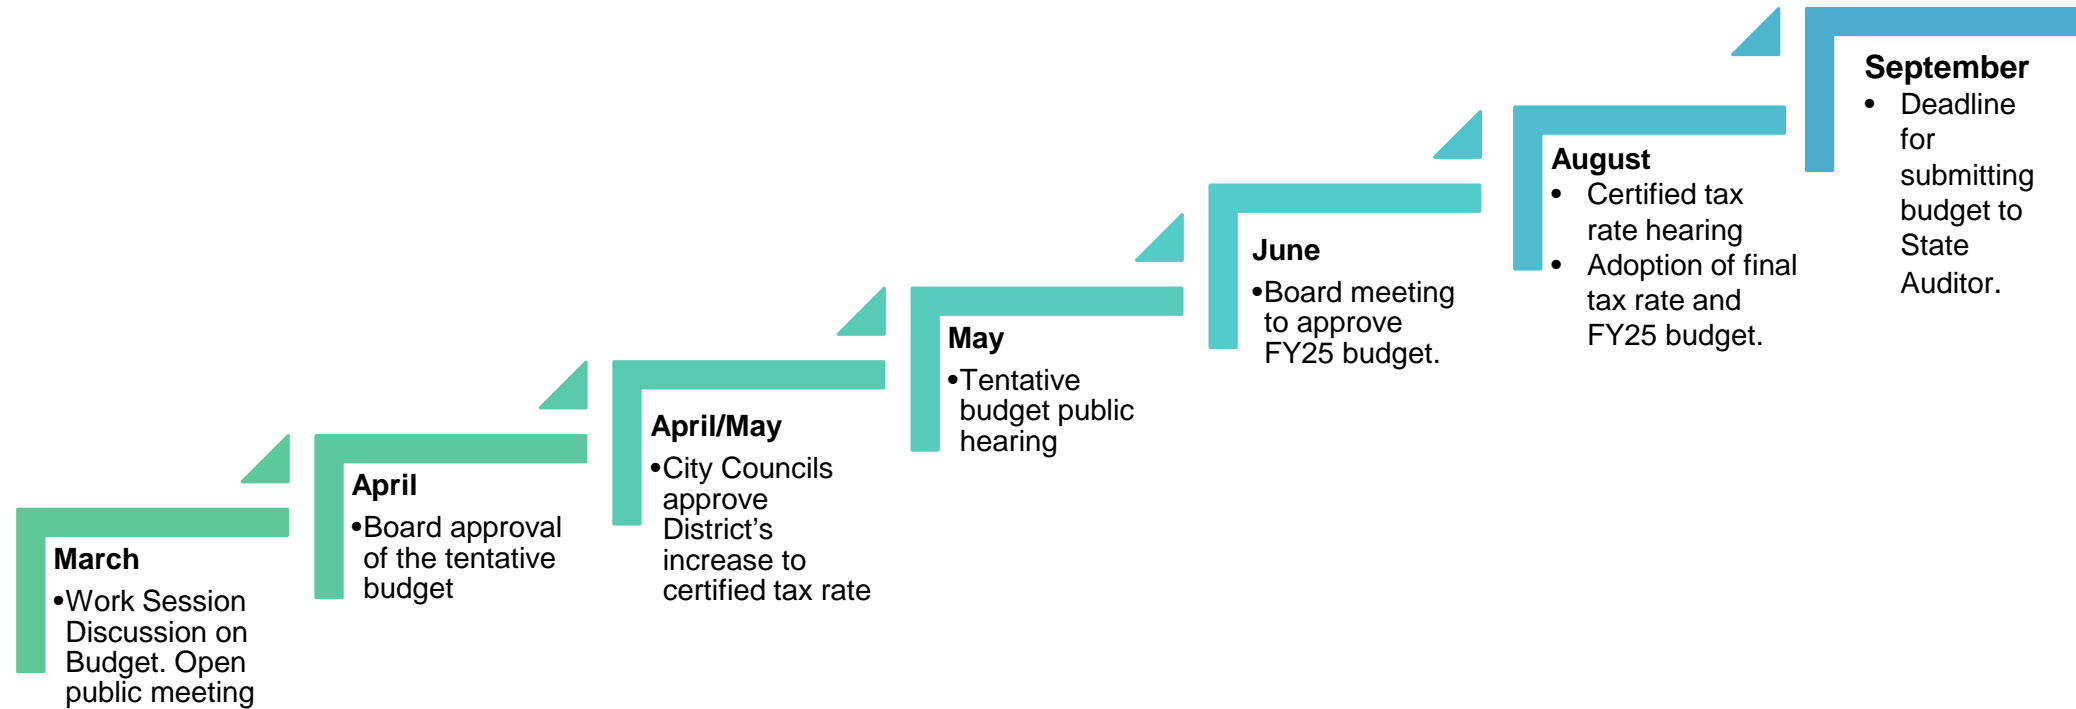 March
•Work Session
Discussion on
Budget. Open
public meeting
April
•Board approval
of the tentative
budget
April/May
•City Councils
approve
District’s
increase to
certified tax rate
May
•Tentative
budget public
hearing
June
•Board meeting
to approve
FY25 budget.
August
• Certified tax
rate hearing
• Adoption of final
tax rate and
FY25 budget.
September
• Deadline
for
submitting
budget to
State
Auditor.